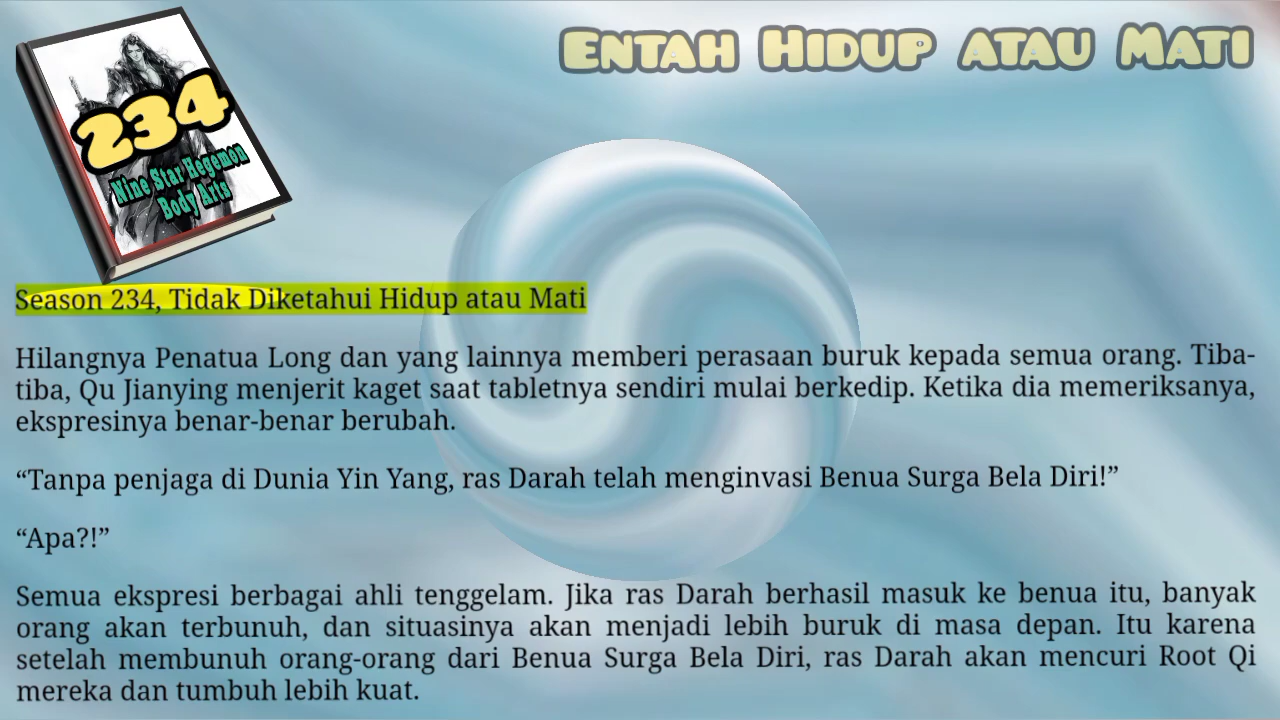 Entah Hidup atau Mati
234
Nine Star Hegemon
Body Arts
Season 234, Tidak Diketahui Hidup atau Mati
Hilangnya Penatua Long dan yang lainnya memberi perasaan buruk kepada semua orang. Tiba-
tiba, Qu Jianying menjerit kaget saat tabletnya sendiri mulai berkedip. Ketika dia memeriksanya,
ekspresinya benar-benar berubah.
“Tanpa penjaga di Dunia Yin Yang, ras Darah telah menginvasi Benua Surga Bela Diri!”
“Apa?!”
Semua ekspresi berbagai ahli tenggelam. Jika ras Darah berhasil masuk ke benua itu, banyak
orang akan terbunuh, dan situasinya akan menjadi lebih buruk di masa depan. Itu karena
setelah membunuh orang-orang dari Benua Surga Bela Diri, ras Darah akan mencuri Root Qi
mereka dan tumbuh lebih kuat.